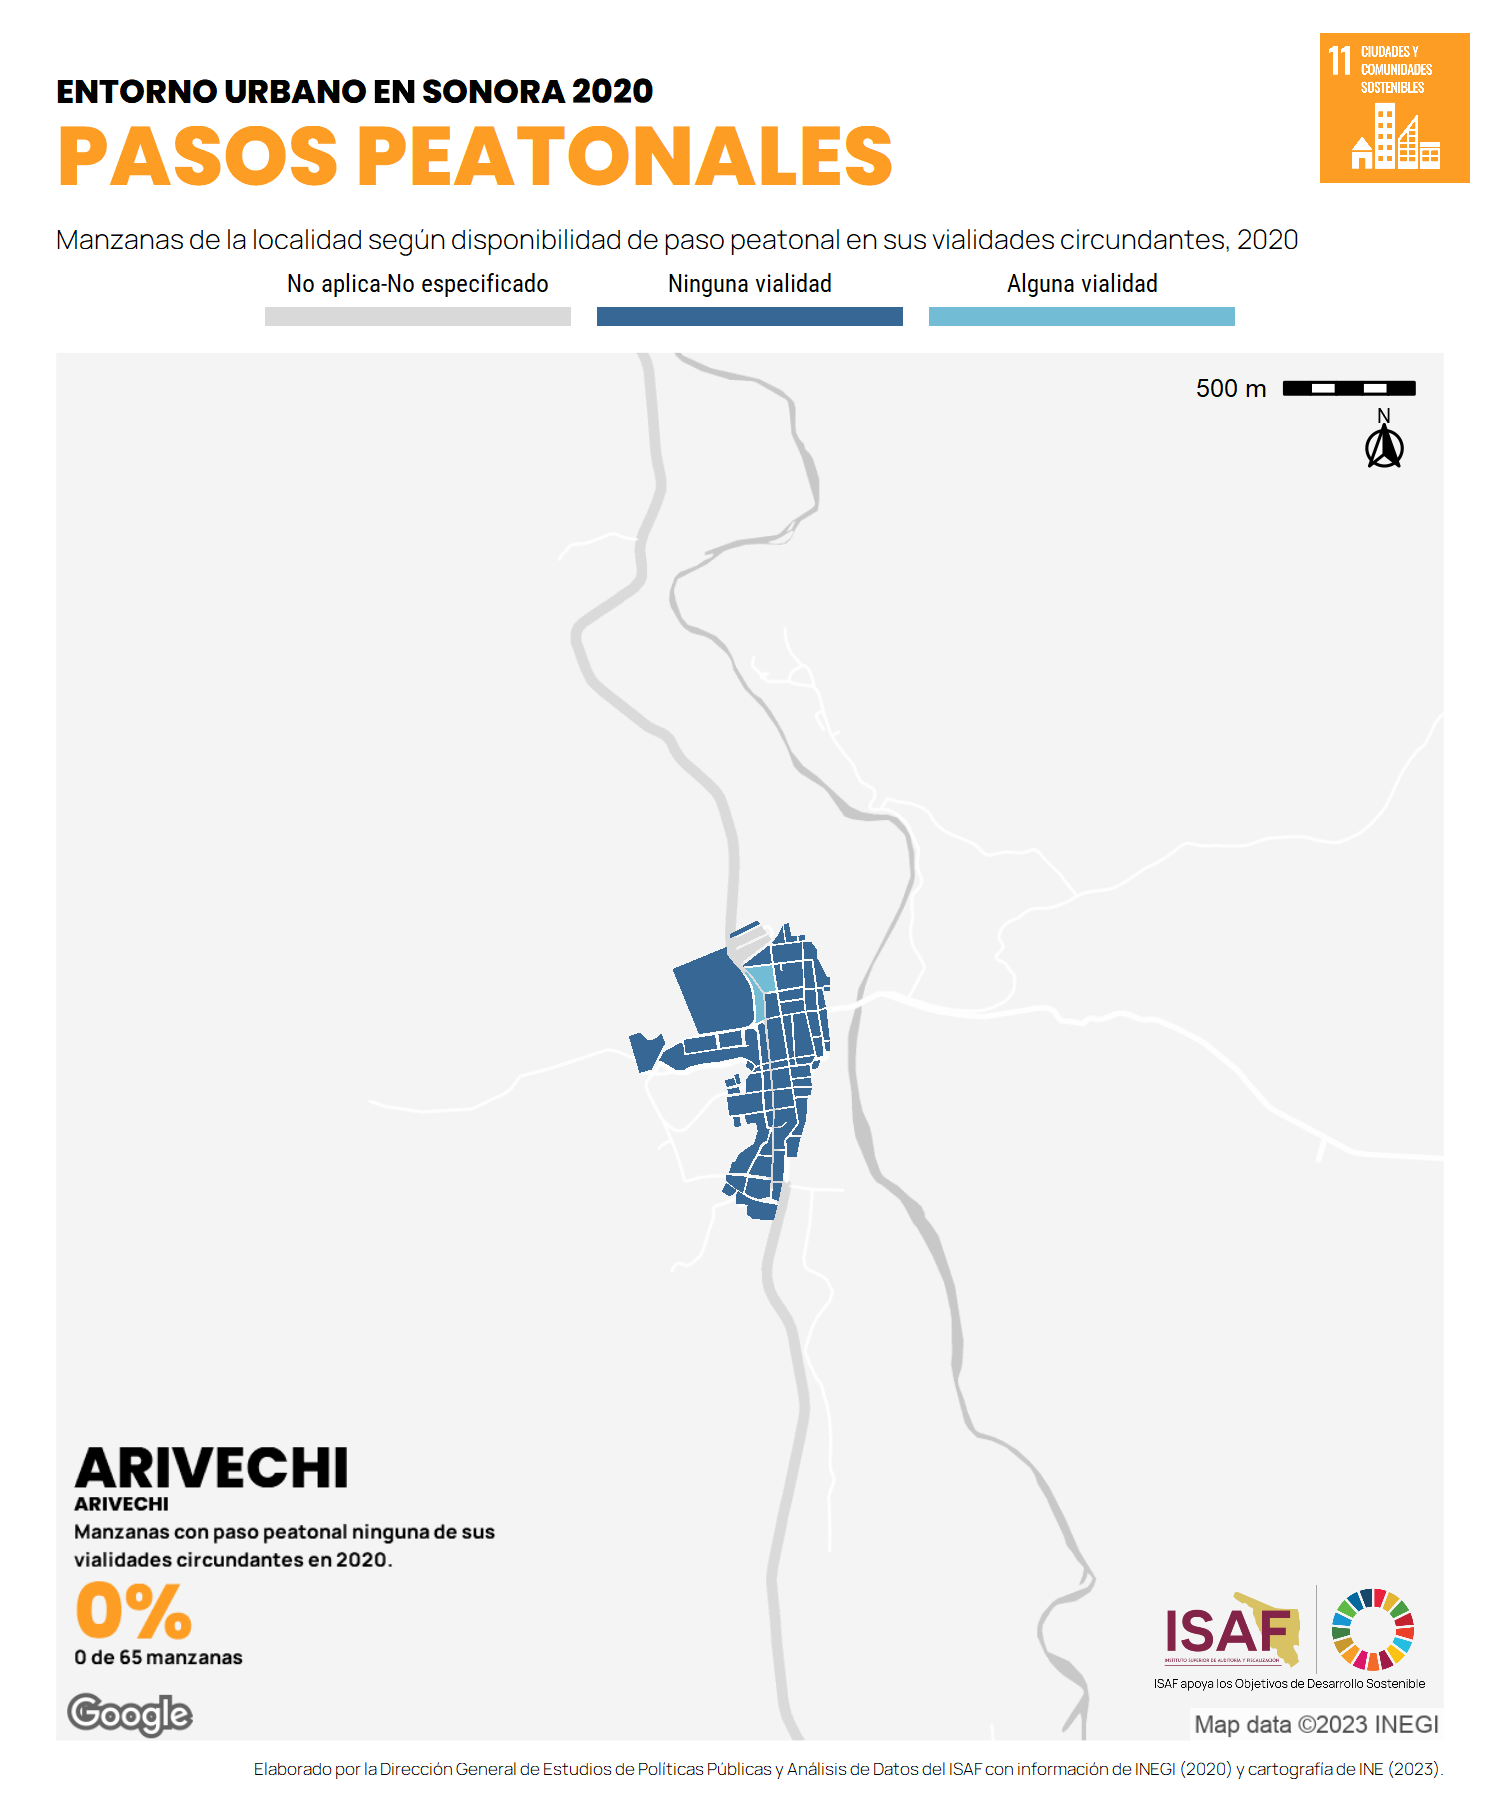 11 CIUDADES Y
COMUNIDADES
SOSTENIBLES
ENTORNO URBANO EN SONORA 2020
PASOS PEATONALES
Manzanas de la localidad según disponibilidad de paso peatonal en sus vialidades circundantes, 2020
No aplica-No especificado
Ninguna vialidad
Alguna vialidad
500 m
N
ARIVECHI
ARIVECHI
Manzanas con paso peatonal ninguna de sus
vialidades circundantes en 2020.
0%
0 de 65 manzanas
Google
ISAF
INSTITUTO SUPERIOR DE AUDITORÍA Y FISCALIZACIÓN
ISAF apoya los Objetivos de Desarrollo Sostenible
Map data ©2023 INEGI
Elaborado por la Dirección General de Estudios de Políticas Públicas y Análisis de Datos del ISAF con información de INEGI (2020) y cartografía de INE (2023).